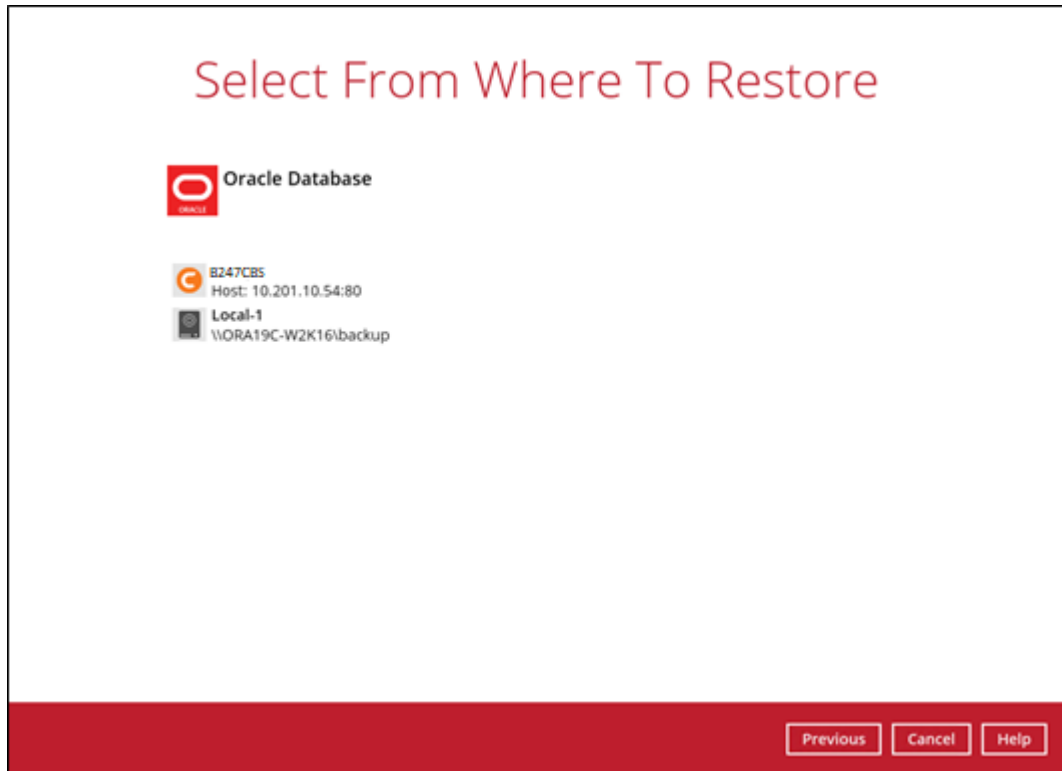 Select From Where To Restore
Oracle Database
ORACLE
B247CBS
Host: 10.201.10.54:80
Local-1
\\ORA19C-W2K16\backup
Previous
Cancel
Help